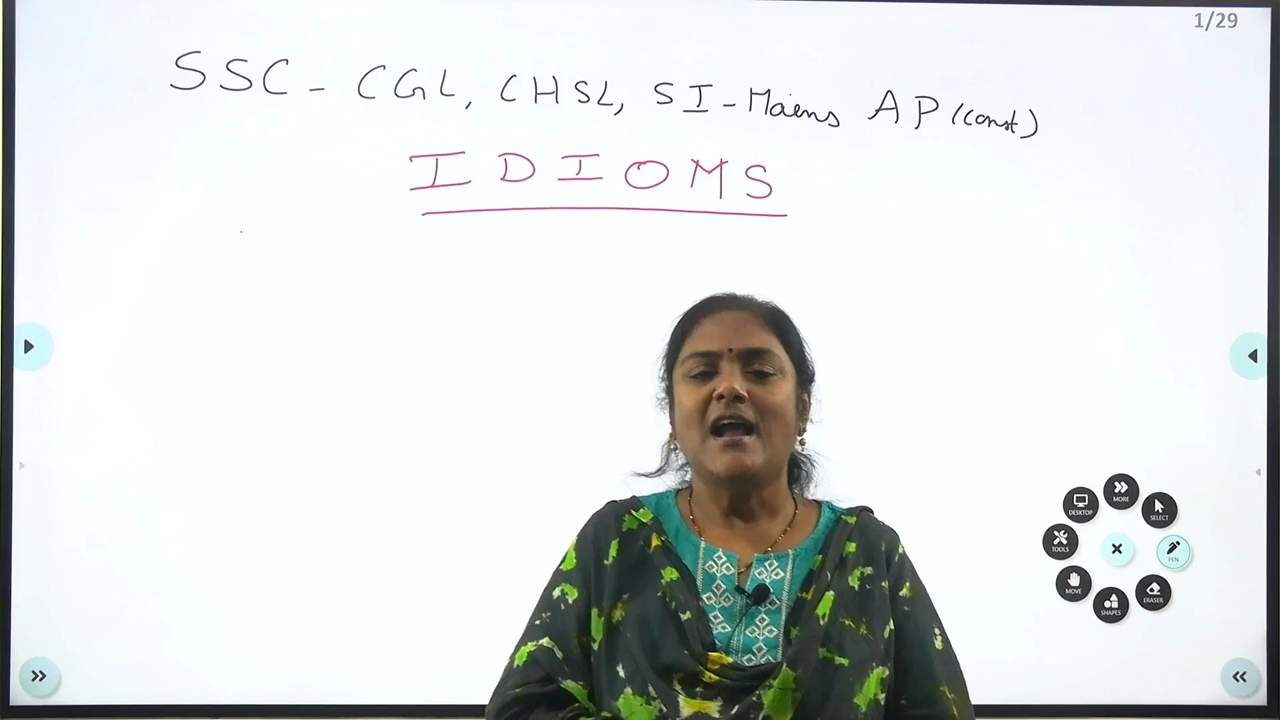 1/29
SSC - CGL, CHSL, SI-Mains AP (const)
IDIOMS
MORE
DESKTOP
SELECT
TOOLS
PEN
MOVE
ERASER
SHAPES